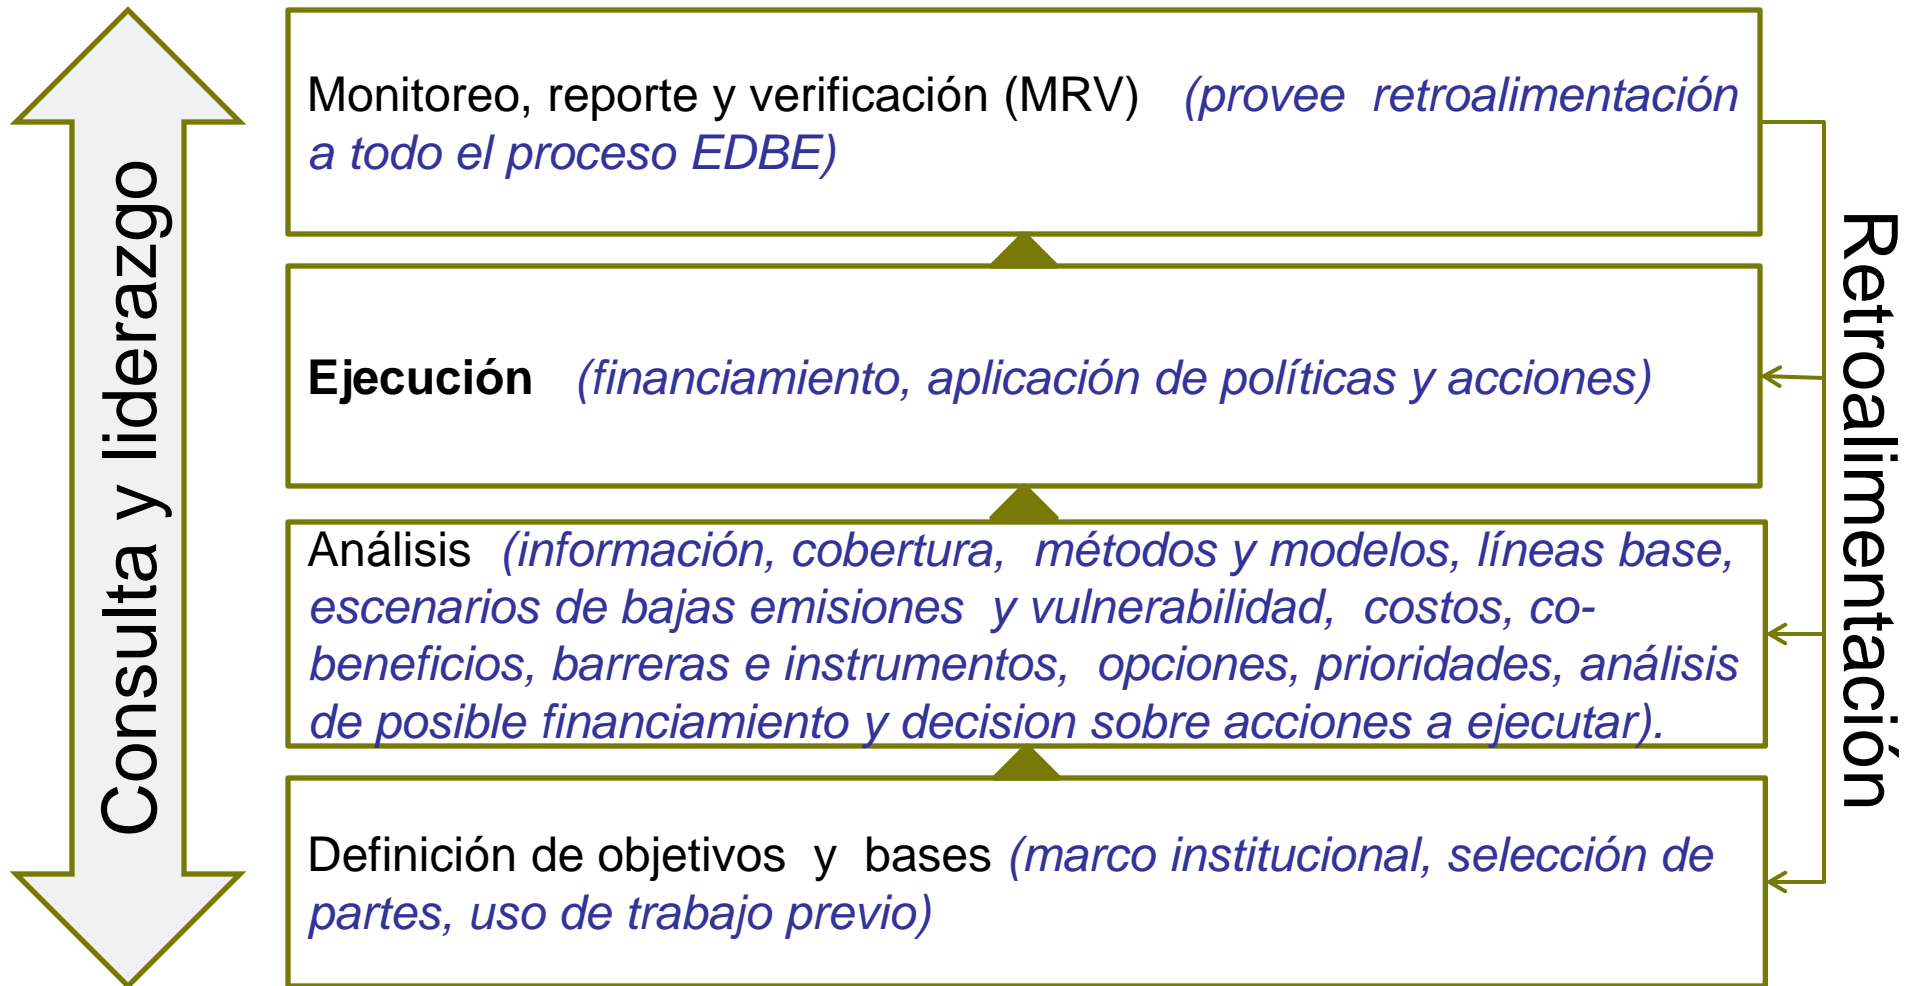 Consulta y liderazgo
Monitoreo, reporte y verificación (MRV) (provee retroalimentación
a todo el proceso EDBE)
Ejecución (financiamiento, aplicación de políticas y acciones)
Análisis (información, cobertura, métodos y modelos, líneas base,
escenarios de bajas emisiones y vulnerabilidad, costos, co-
beneficios, barreras e instrumentos, opciones, prioridades, análisis
de posible financiamiento y decision sobre acciones a ejecutar).
Definición de objetivos y bases (marco institucional, selección de
partes, uso de trabajo previo)
Retroalimentación